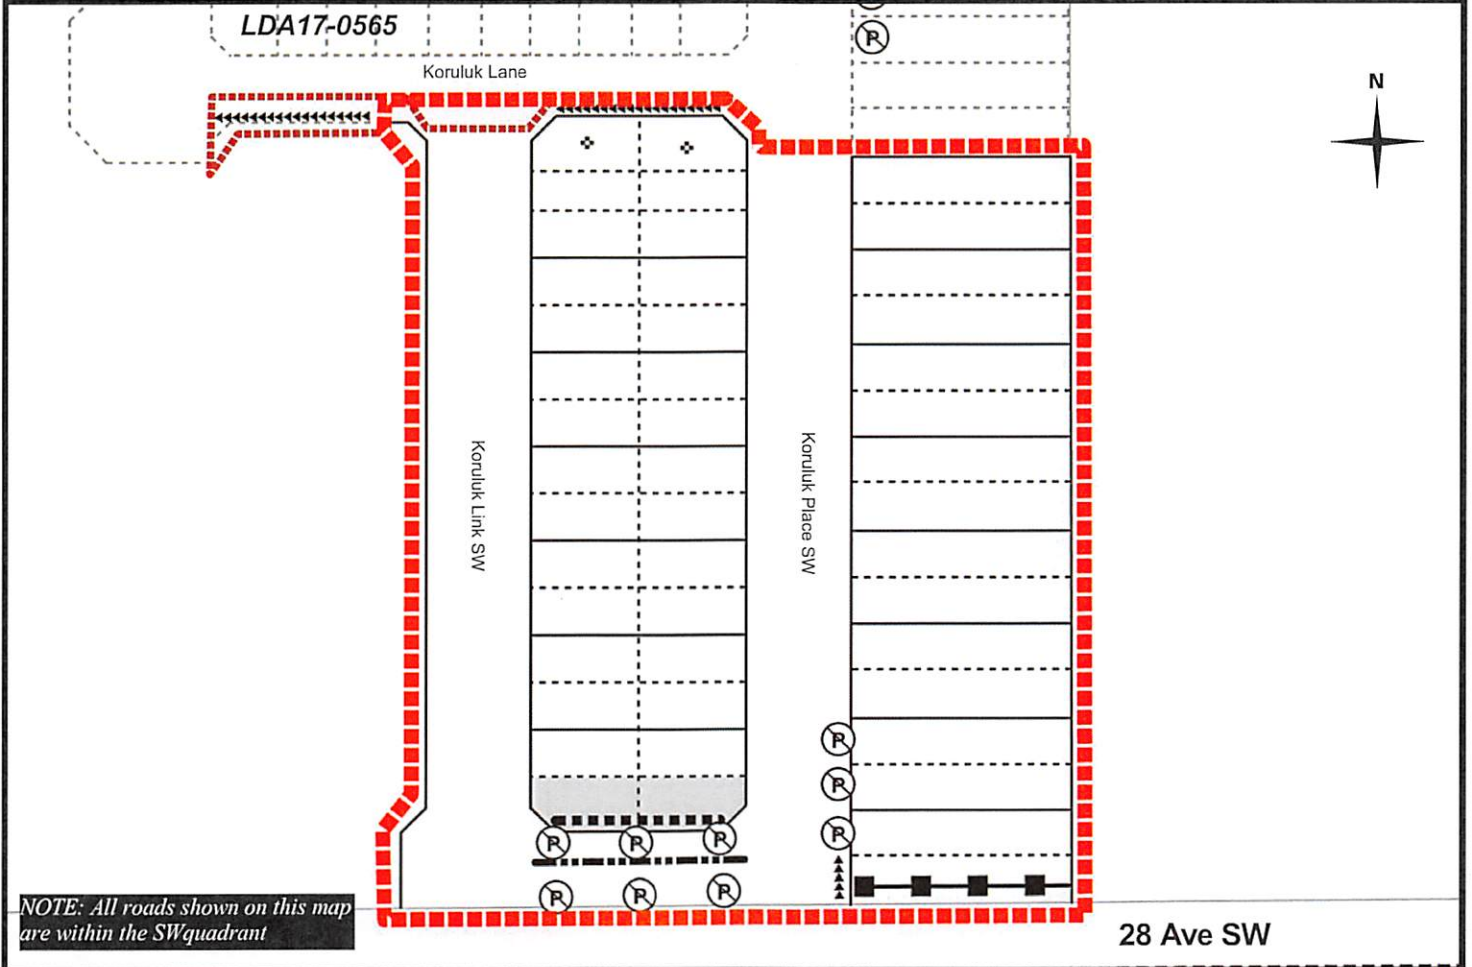 LDA17-0565
Koruluk Lane
P
N
Koruluk Link SW
Koruluk Place SW
P
P
P
P
P
P
P
P
P
NOTE: All roads shown on this map
are within the SWquadrant
28 Ave SW